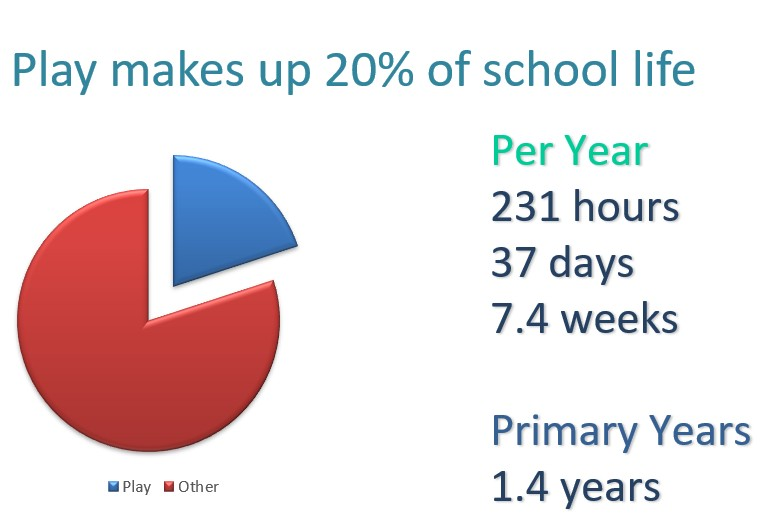 Play makes up 20% of school life
Per Year
231 hours
37 days
7.4 weeks
Primary Years
1.4 years
Play Other